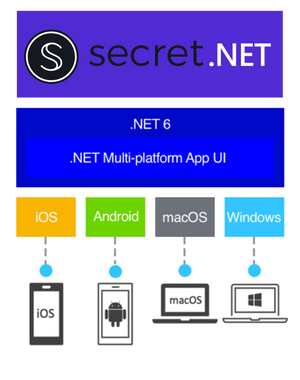 secret.NET
.NET 6
.NET Multi-platform App UI
iOS
Android
macOS
Windows
iOS
macOS